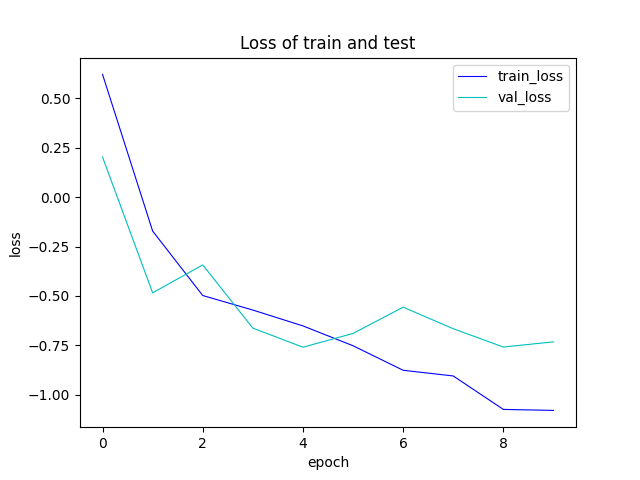 Loss of train and test
train_loss
val_loss
0.50
0.25
0.00
−0.25
−0.50
−0.75
−1.00
loss
0 2 4 6 8
epoch